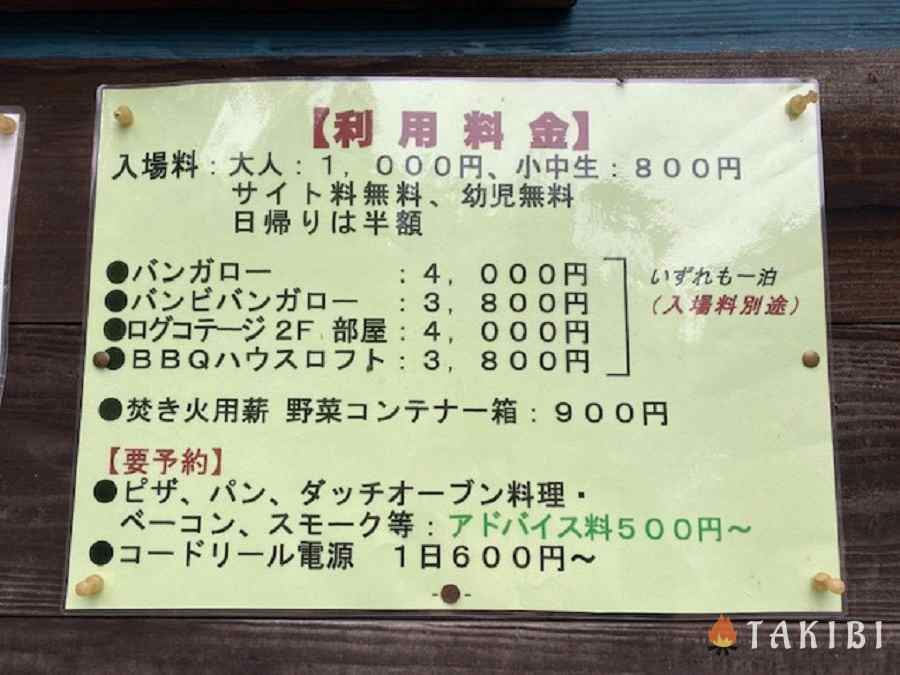 【利用料金】
入場料：大人：１，０００円、小中生：８００円
サイト料無料、幼児無料
日帰りは半額
●バンガロー　　　　：４，０００円
●バンビバンガロー　：３，８００円
●ログコテージ２Ｆ 部屋：４，０００円
●ＢＢＱハウスロフト：３，８００円
いずれも一泊
（入場料別途）
●焚き火用薪 野菜コンテナー箱：９００円
【要予約】
●ピザ、パン、ダッチオーブン料理・
ベーコン、スモーク等：アドバイス料５００円～
●コードリール電源　１日６００円～
TAKIBI